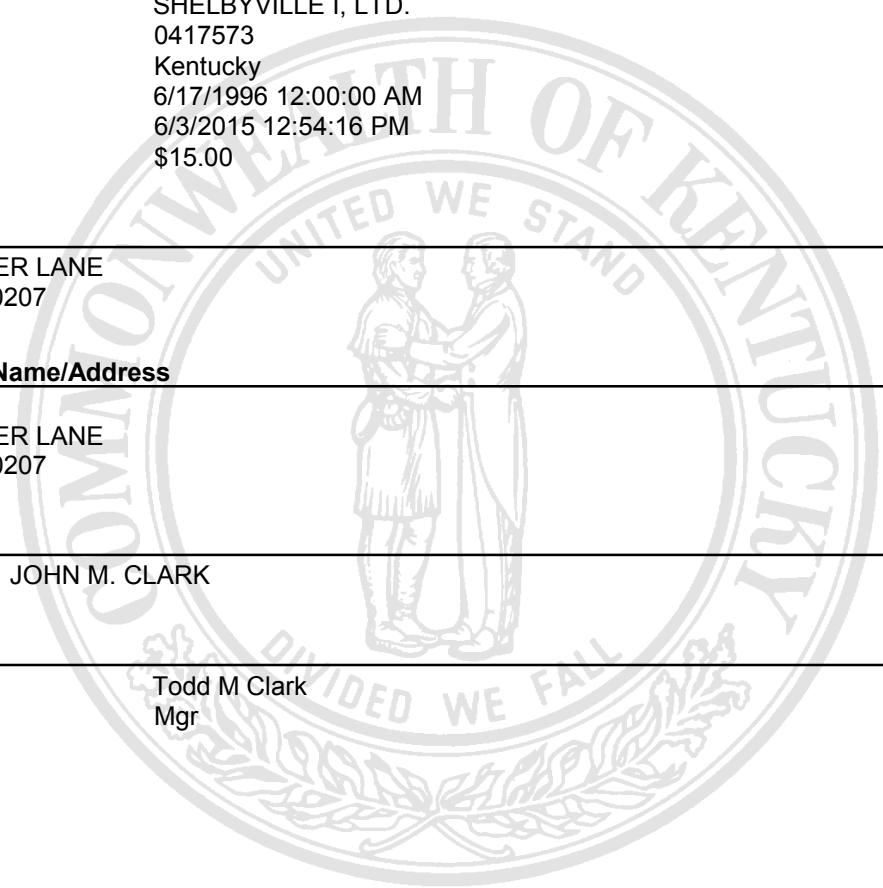 SHELBYVILLE I, LTD.
0417573
Kentucky
6/17/1996 12:00:00 AM
6/3/2015 12:54:16 PM
$15.00
COMMONWEALTH OF KENTUCKY
UNITED WE STAND
ER LANE
0207
Name/Address
ER LANE
0207
JOHN M. CLARK
Todd M Clark
Mgr
DIVIDED WE FALL